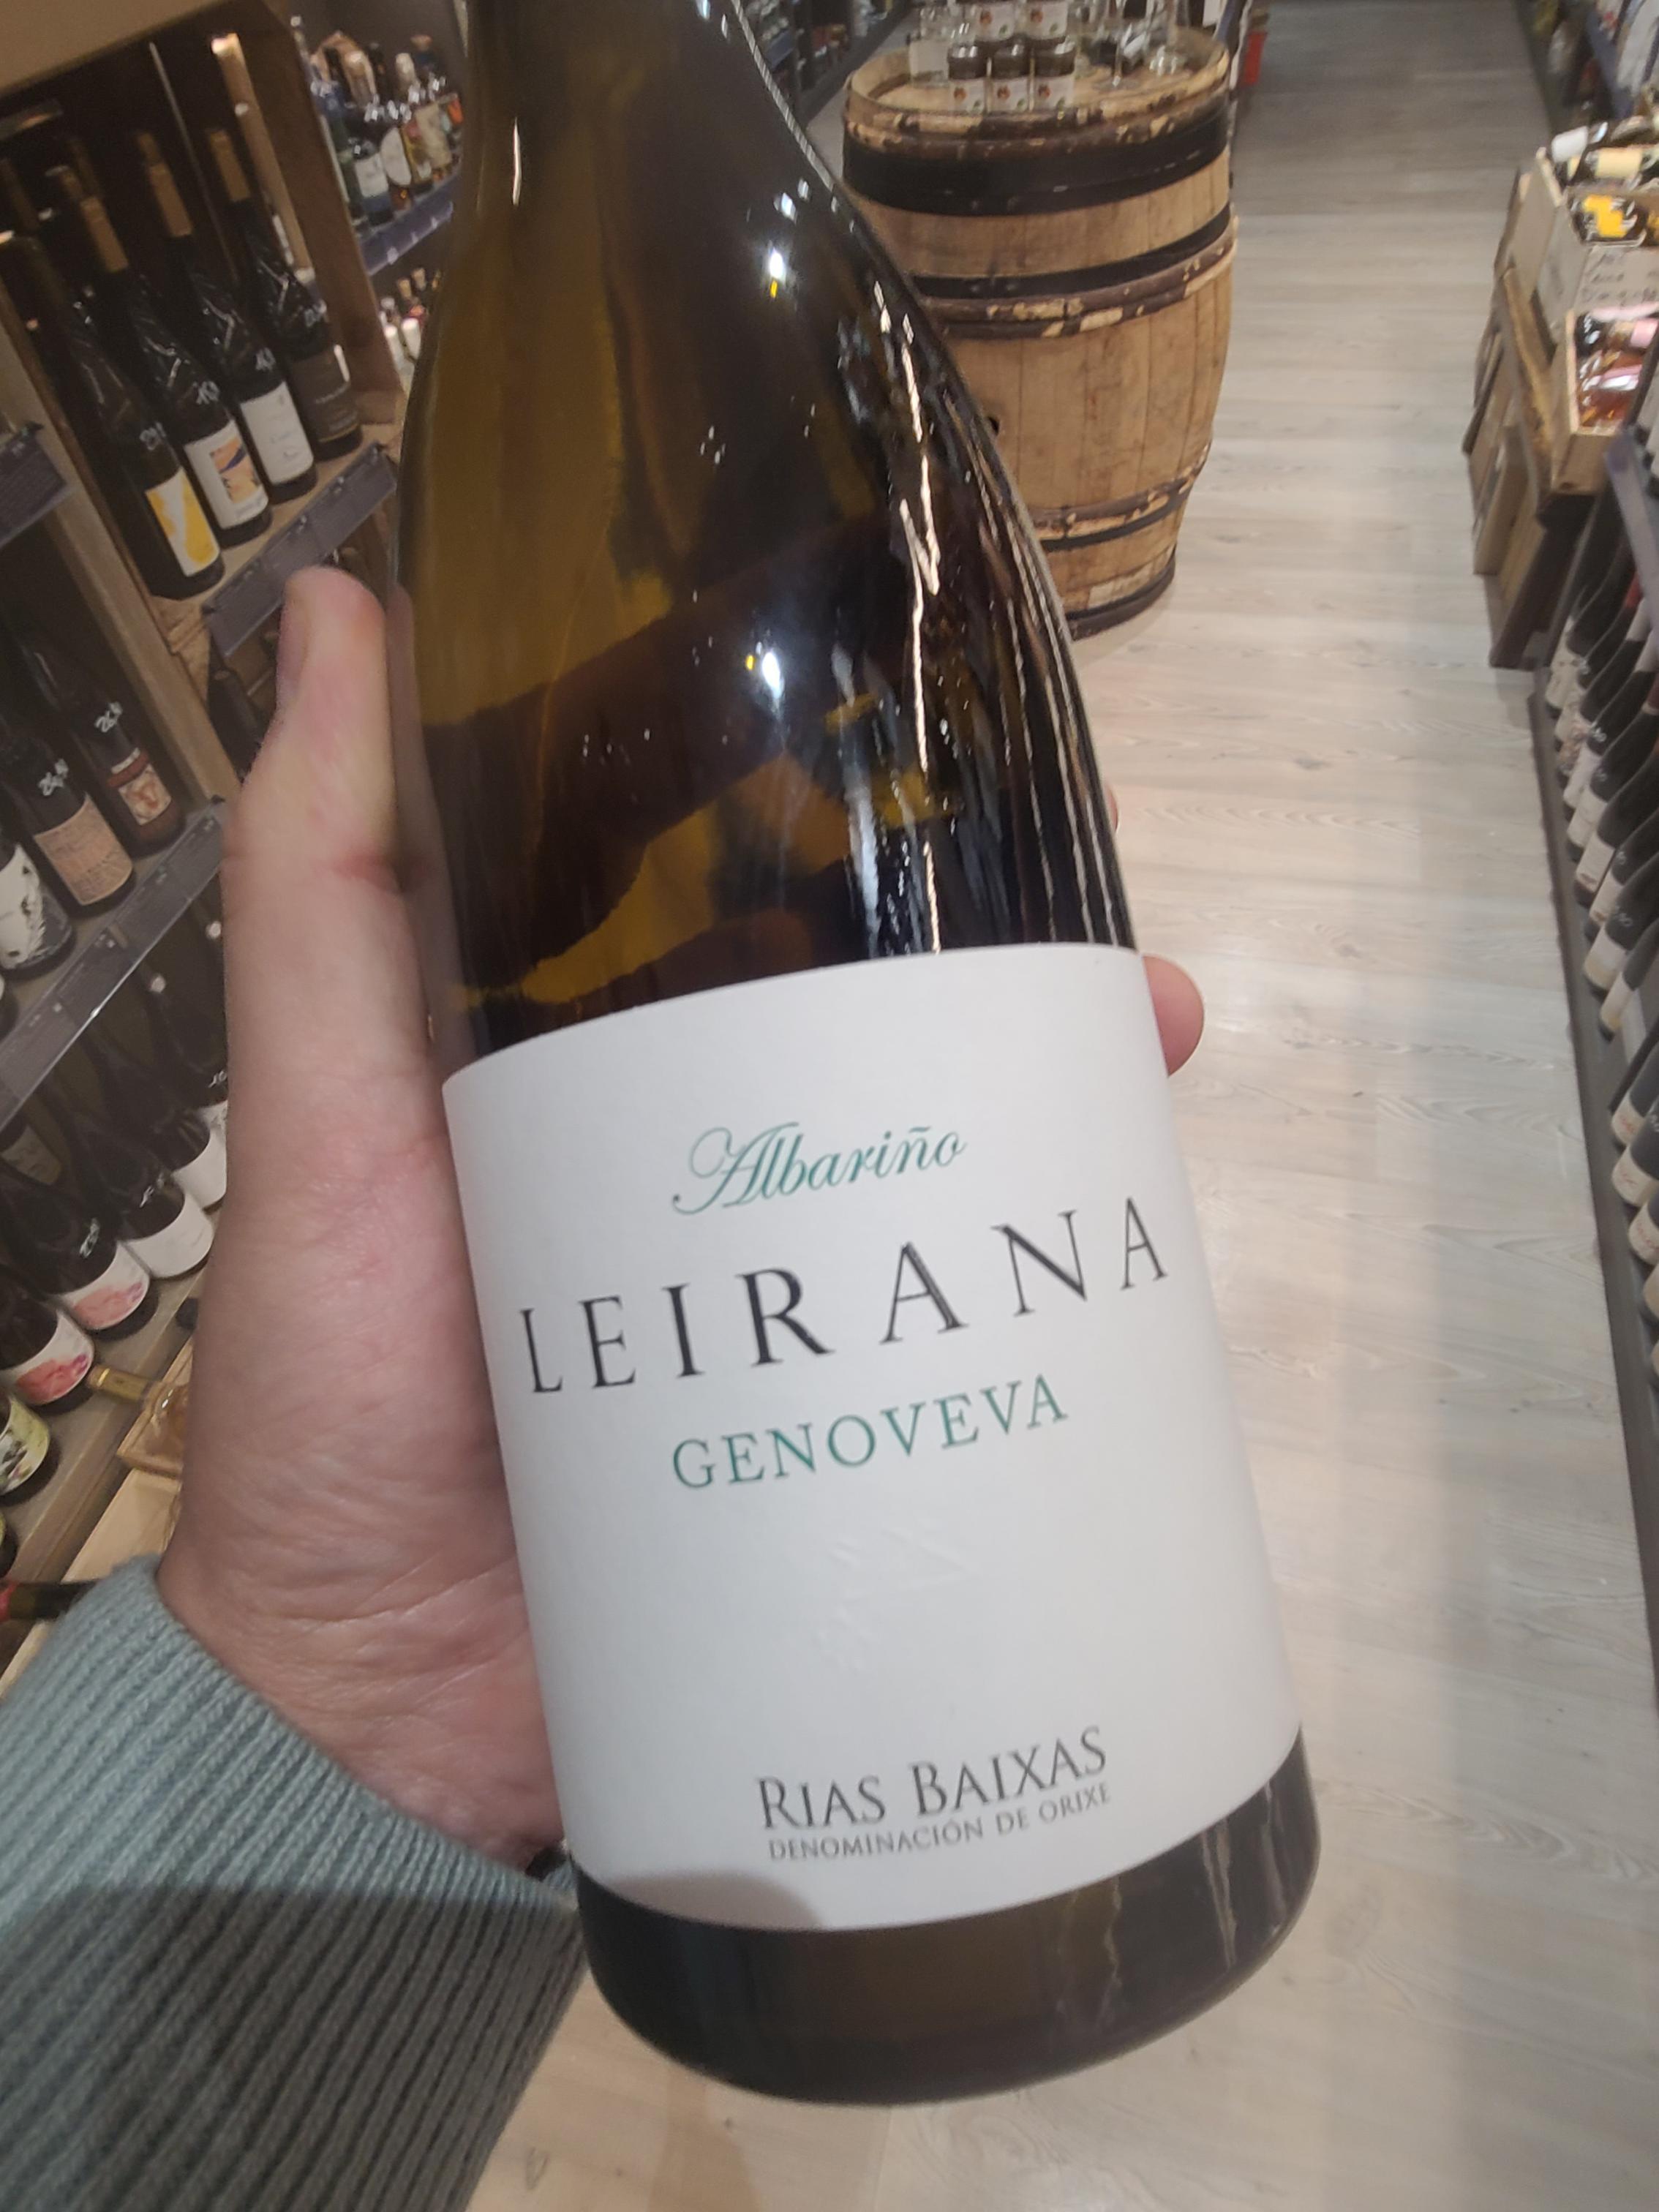 Albariño
LEIRANA
GENOVEVA
RIAS BAIXAS
DENOMINACIÓN DE ORIXE